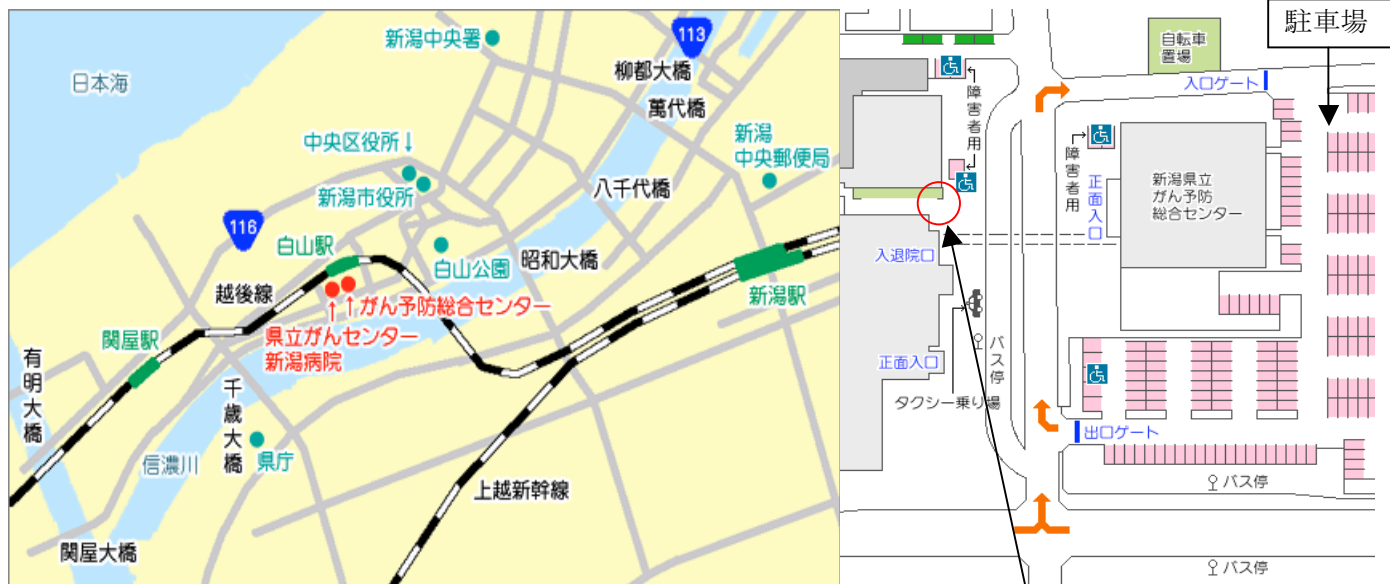 新潟中央署
113
日本海
柳都大橋
萬代橋
中央区役所↓
新潟
中央郵便局
新潟市役所
八千代橋
116
白山駅
白山公園
昭和大橋
越後線
↑がん予防総合センター
新潟駅
↑
県立がんセンター
新潟病院
関屋駅
有明大橋
千歳大橋
県庁
信濃川
上越新幹線
関屋大橋
駐車場
自転車
置場
入口ゲート
障害者用
障害者用
正面入口
新潟県立
がん予防
総合センター
入退院口
バス停
正面入口
タクシー乗り場
出口ゲート
バス停
バス停